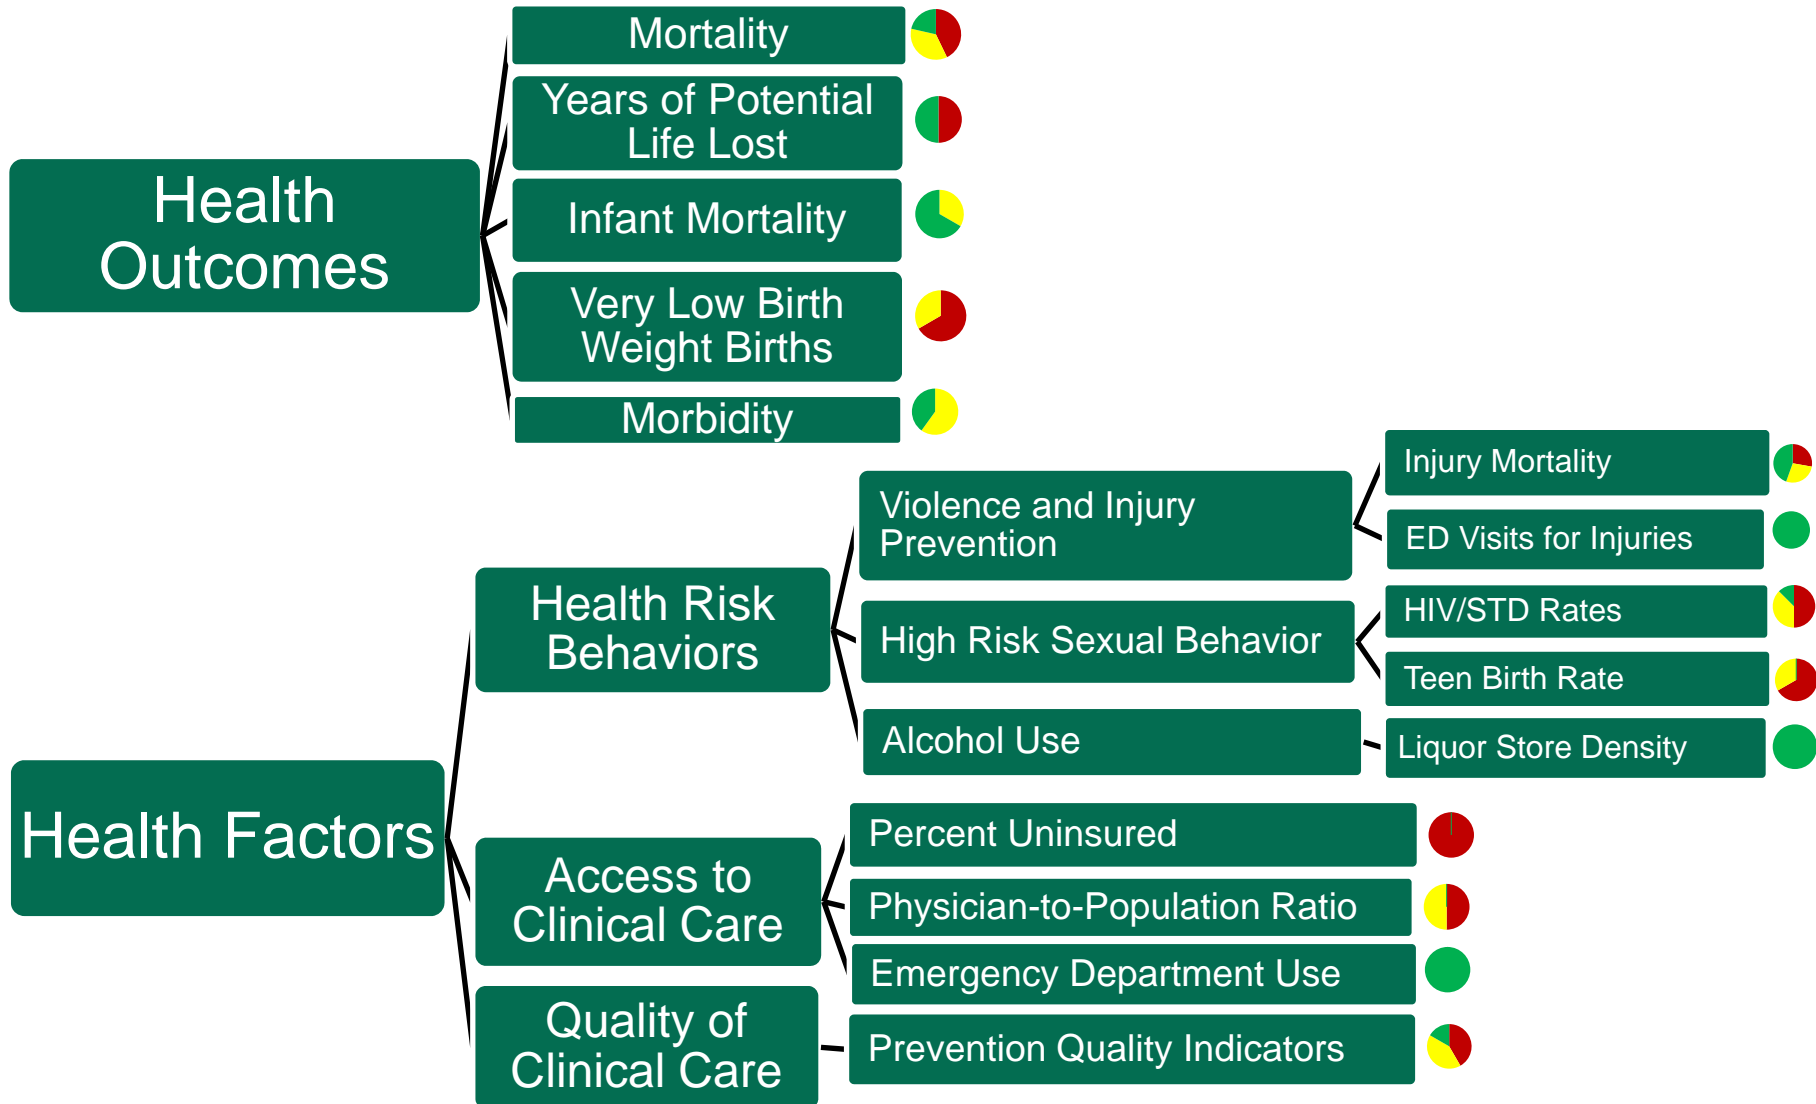 Health
Outcomes
Mortality
Years of Potential
Life Lost
Infant Mortality
Very Low Birth
Weight Births
Morbidity
Health Factors
Health Risk
Behaviors
Violence and Injury
Prevention
Injury Mortality
ED Visits for Injuries
High Risk Sexual Behavior
HIV/STD Rates
Teen Birth Rate
Alcohol Use
Liquor Store Density
Access to
Clinical Care
Percent Uninsured
Physician-to-Population Ratio
Emergency Department Use
Quality of
Clinical Care
Prevention Quality Indicators